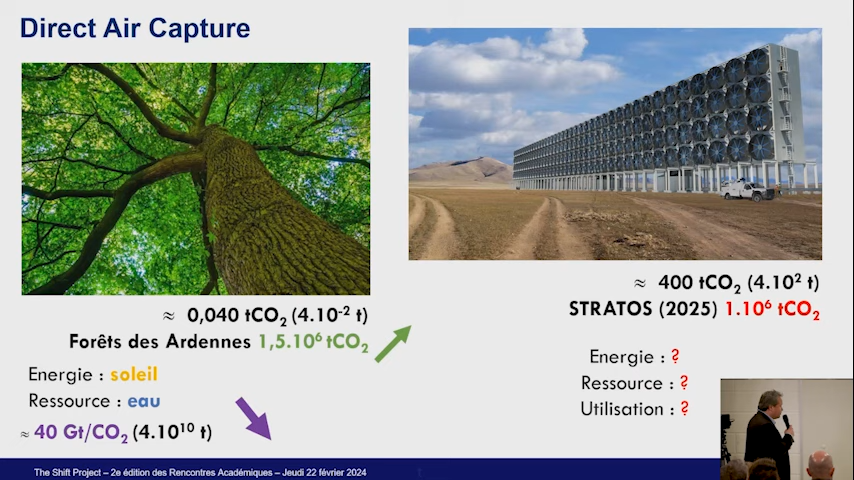 Direct Air Capture
≈ 0,040 tCO₂ (4.10⁻² t)
Forêts des Ardennes 1,5.10⁶ tCO₂
Energie : soleil
Ressource : eau
≈ 40 Gt/CO₂ (4.10¹⁰ t)
≈ 400 tCO₂ (4.10² t)
STRATOS (2025) 1.10⁶ tCO₂
Energie : ?
Ressource : ?
Utilisation : ?
The Shift Project – 2e édition des Rencontres Académiques – Jeudi 22 février 2024